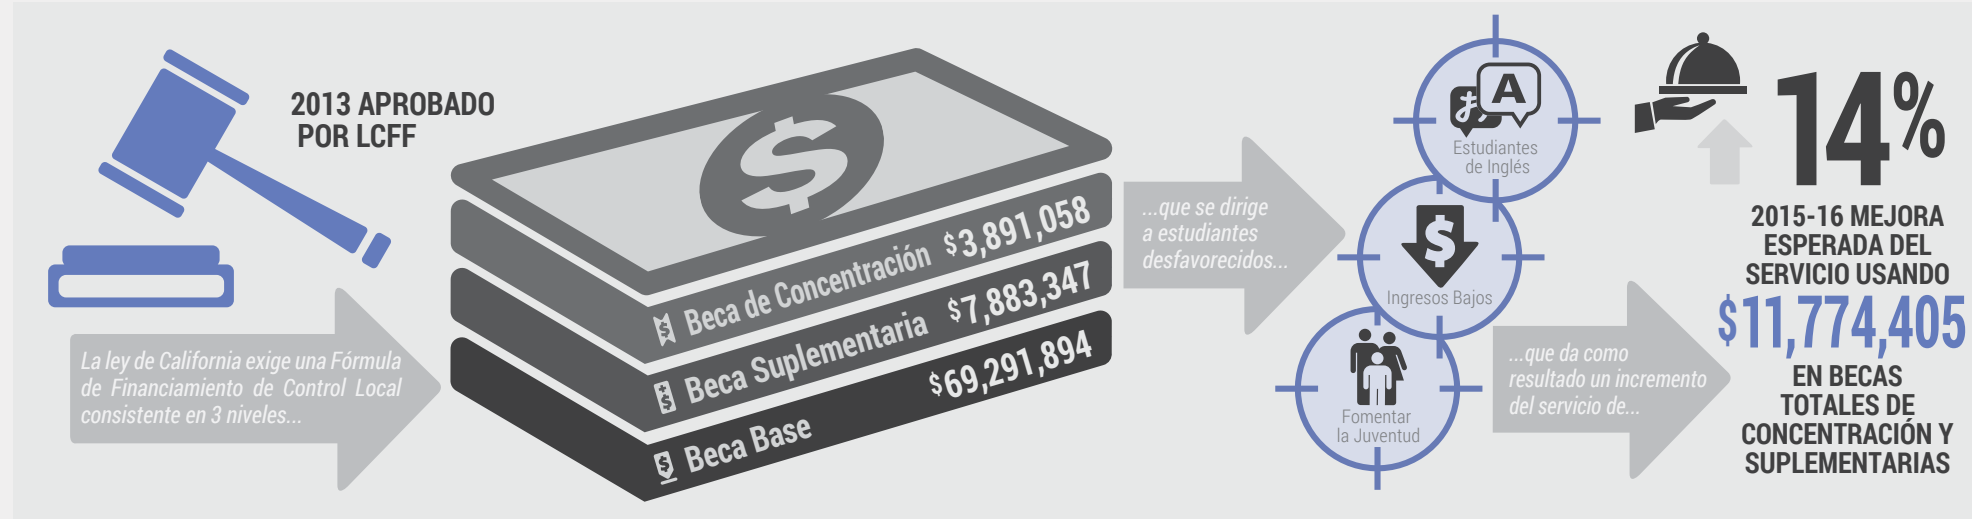 2013 APROBADO
POR LCFF
La ley de California exige una Fórmula
de Financiamiento de Control Local
consistente en 3 niveles...
$
$ Beca de Concentración $3,891,058
$ Beca Suplementaria $7,883,347
$ Beca Base $69,291,894
...que se dirige
a estudiantes
desfavorecidos...
あ A
Estudiantes
de Inglés
$
Ingresos Bajos
Fomentar
la Juventud
...que da como
resultado un incremento
del servicio de...
14%
2015-16 MEJORA
ESPERADA DEL
SERVICIO USANDO
$11,774,405
EN BECAS
TOTALES DE
CONCENTRACIÓN Y
SUPLEMENTARIAS